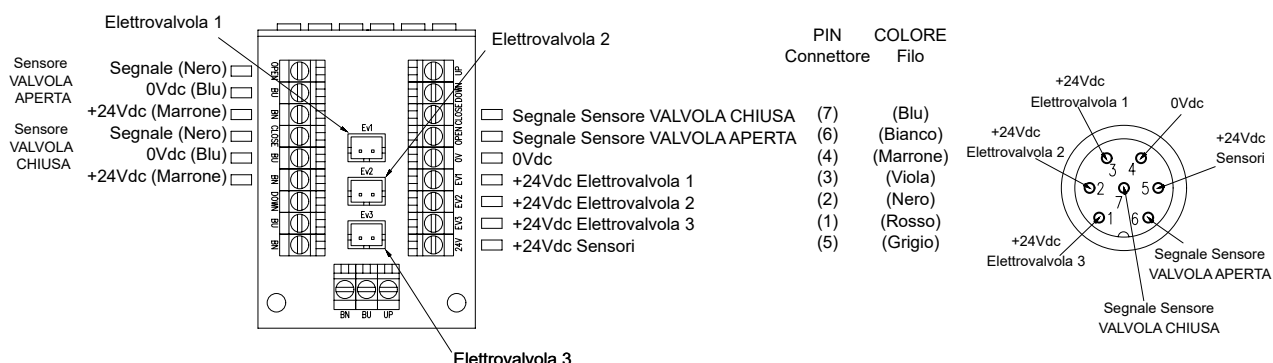 Elettrovalvola 1
Elettrovalvola 2
Sensore
VALVOLA
APERTA
Segnale (Nero)
0Vdc (Blu)
+24Vdc (Marrone)
Sensore
VALVOLA
CHIUSA
Segnale (Nero)
0Vdc (Blu)
+24Vdc (Marrone)
OPEN
BU
BN
CLOSE
BU
BN
DOWN
BU
BN
Ev1
Ev2
Ev3
BN BU UP
UP
DOWN
CLOSE
OPEN
0V
EV1
EV2
EV3
24V
Elettrovalvola 3
PIN COLORE
Connettore Filo
Segnale Sensore VALVOLA CHIUSA (7) (Blu)
Segnale Sensore VALVOLA APERTA (6) (Bianco)
0Vdc (4) (Marrone)
+24Vdc Elettrovalvola 1 (3) (Viola)
+24Vdc Elettrovalvola 2 (2) (Nero)
+24Vdc Elettrovalvola 3 (1) (Rosso)
+24Vdc Sensori (5) (Grigio)
+24Vdc
Elettrovalvola 1
0Vdc
+24Vdc
Elettrovalvola 2
+24Vdc
Sensori
3 4
2 5
7
1 6
+24Vdc
Elettrovalvola 3
Segnale Sensore
VALVOLA APERTA
Segnale Sensore
VALVOLA CHIUSA